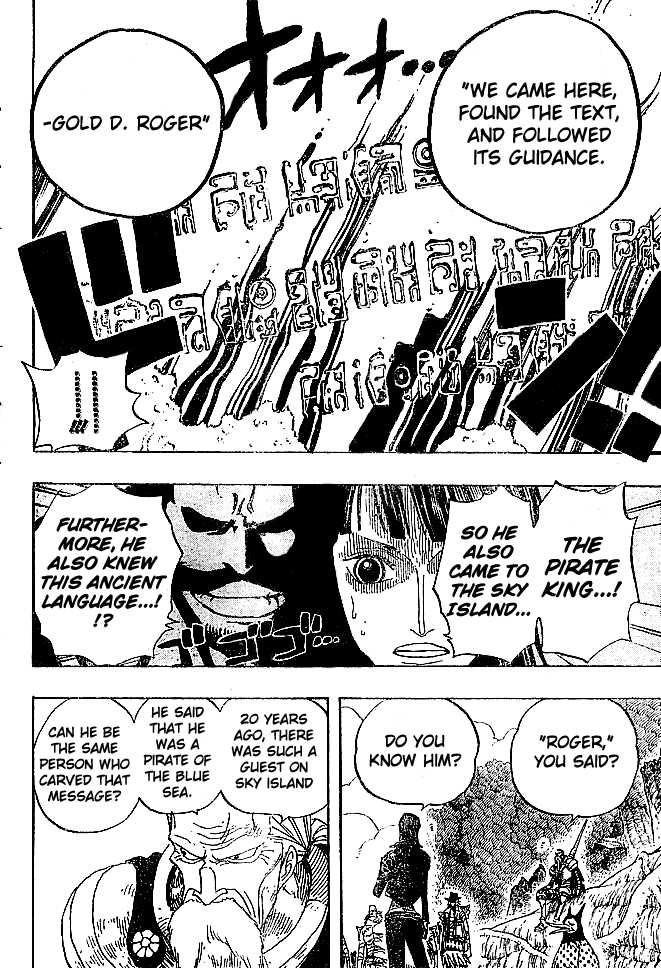 "WE CAME HERE,
FOUND THE TEXT,
AND FOLLOWED
ITS GUIDANCE.
-GOLD D. ROGER"
オオオ...
THE
PIRATE
KING...!
SO HE
ALSO
CAME TO
THE SKY
ISLAND...
FURTHER-
MORE, HE
ALSO KNEW
THIS ANCIENT
LANGUAGE...!
!?
ゴゴゴ...
"ROGER,"
YOU SAID?
DO YOU
KNOW HIM?
20 YEARS
AGO, THERE
WAS SUCH A
GUEST ON
SKY ISLAND
HE SAID
THAT HE
WAS A
PIRATE OF
THE BLUE
SEA.
CAN HE BE
THE SAME
PERSON WHO
CARVED THAT
MESSAGE?